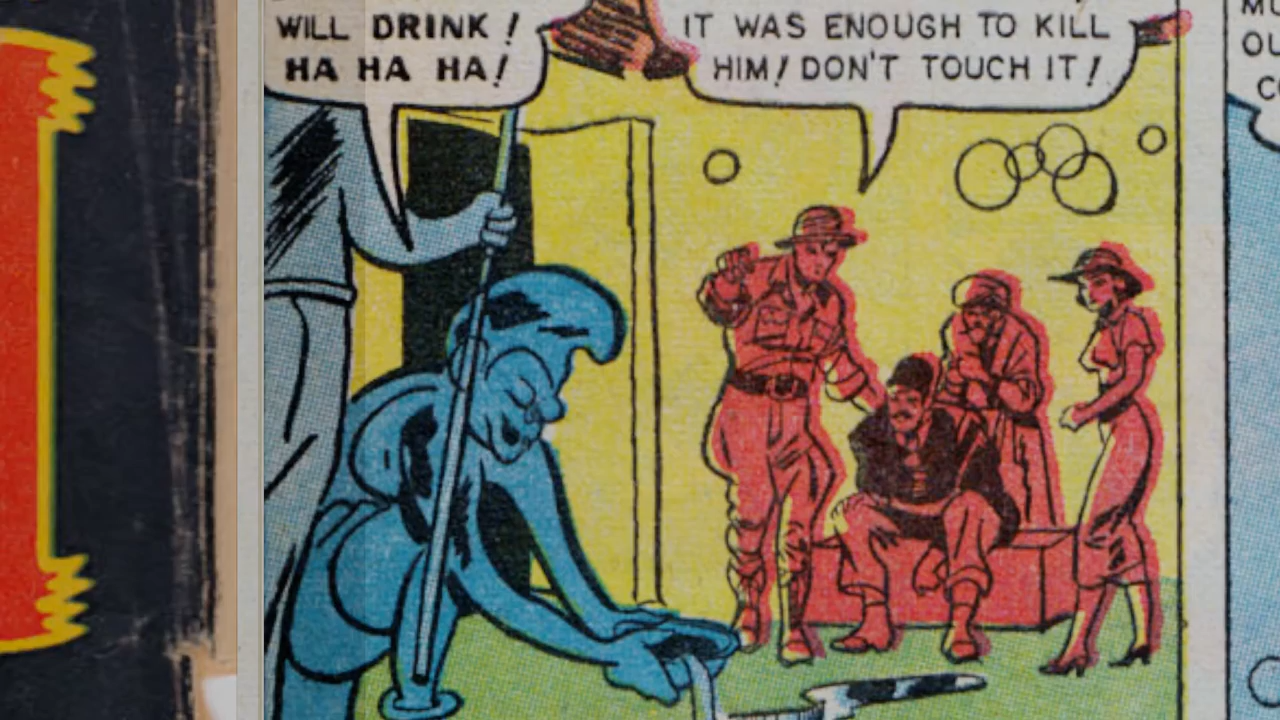 WILL DRINK!
HA HA HA!
IT WAS ENOUGH TO KILL
HIM! DON'T TOUCH IT!